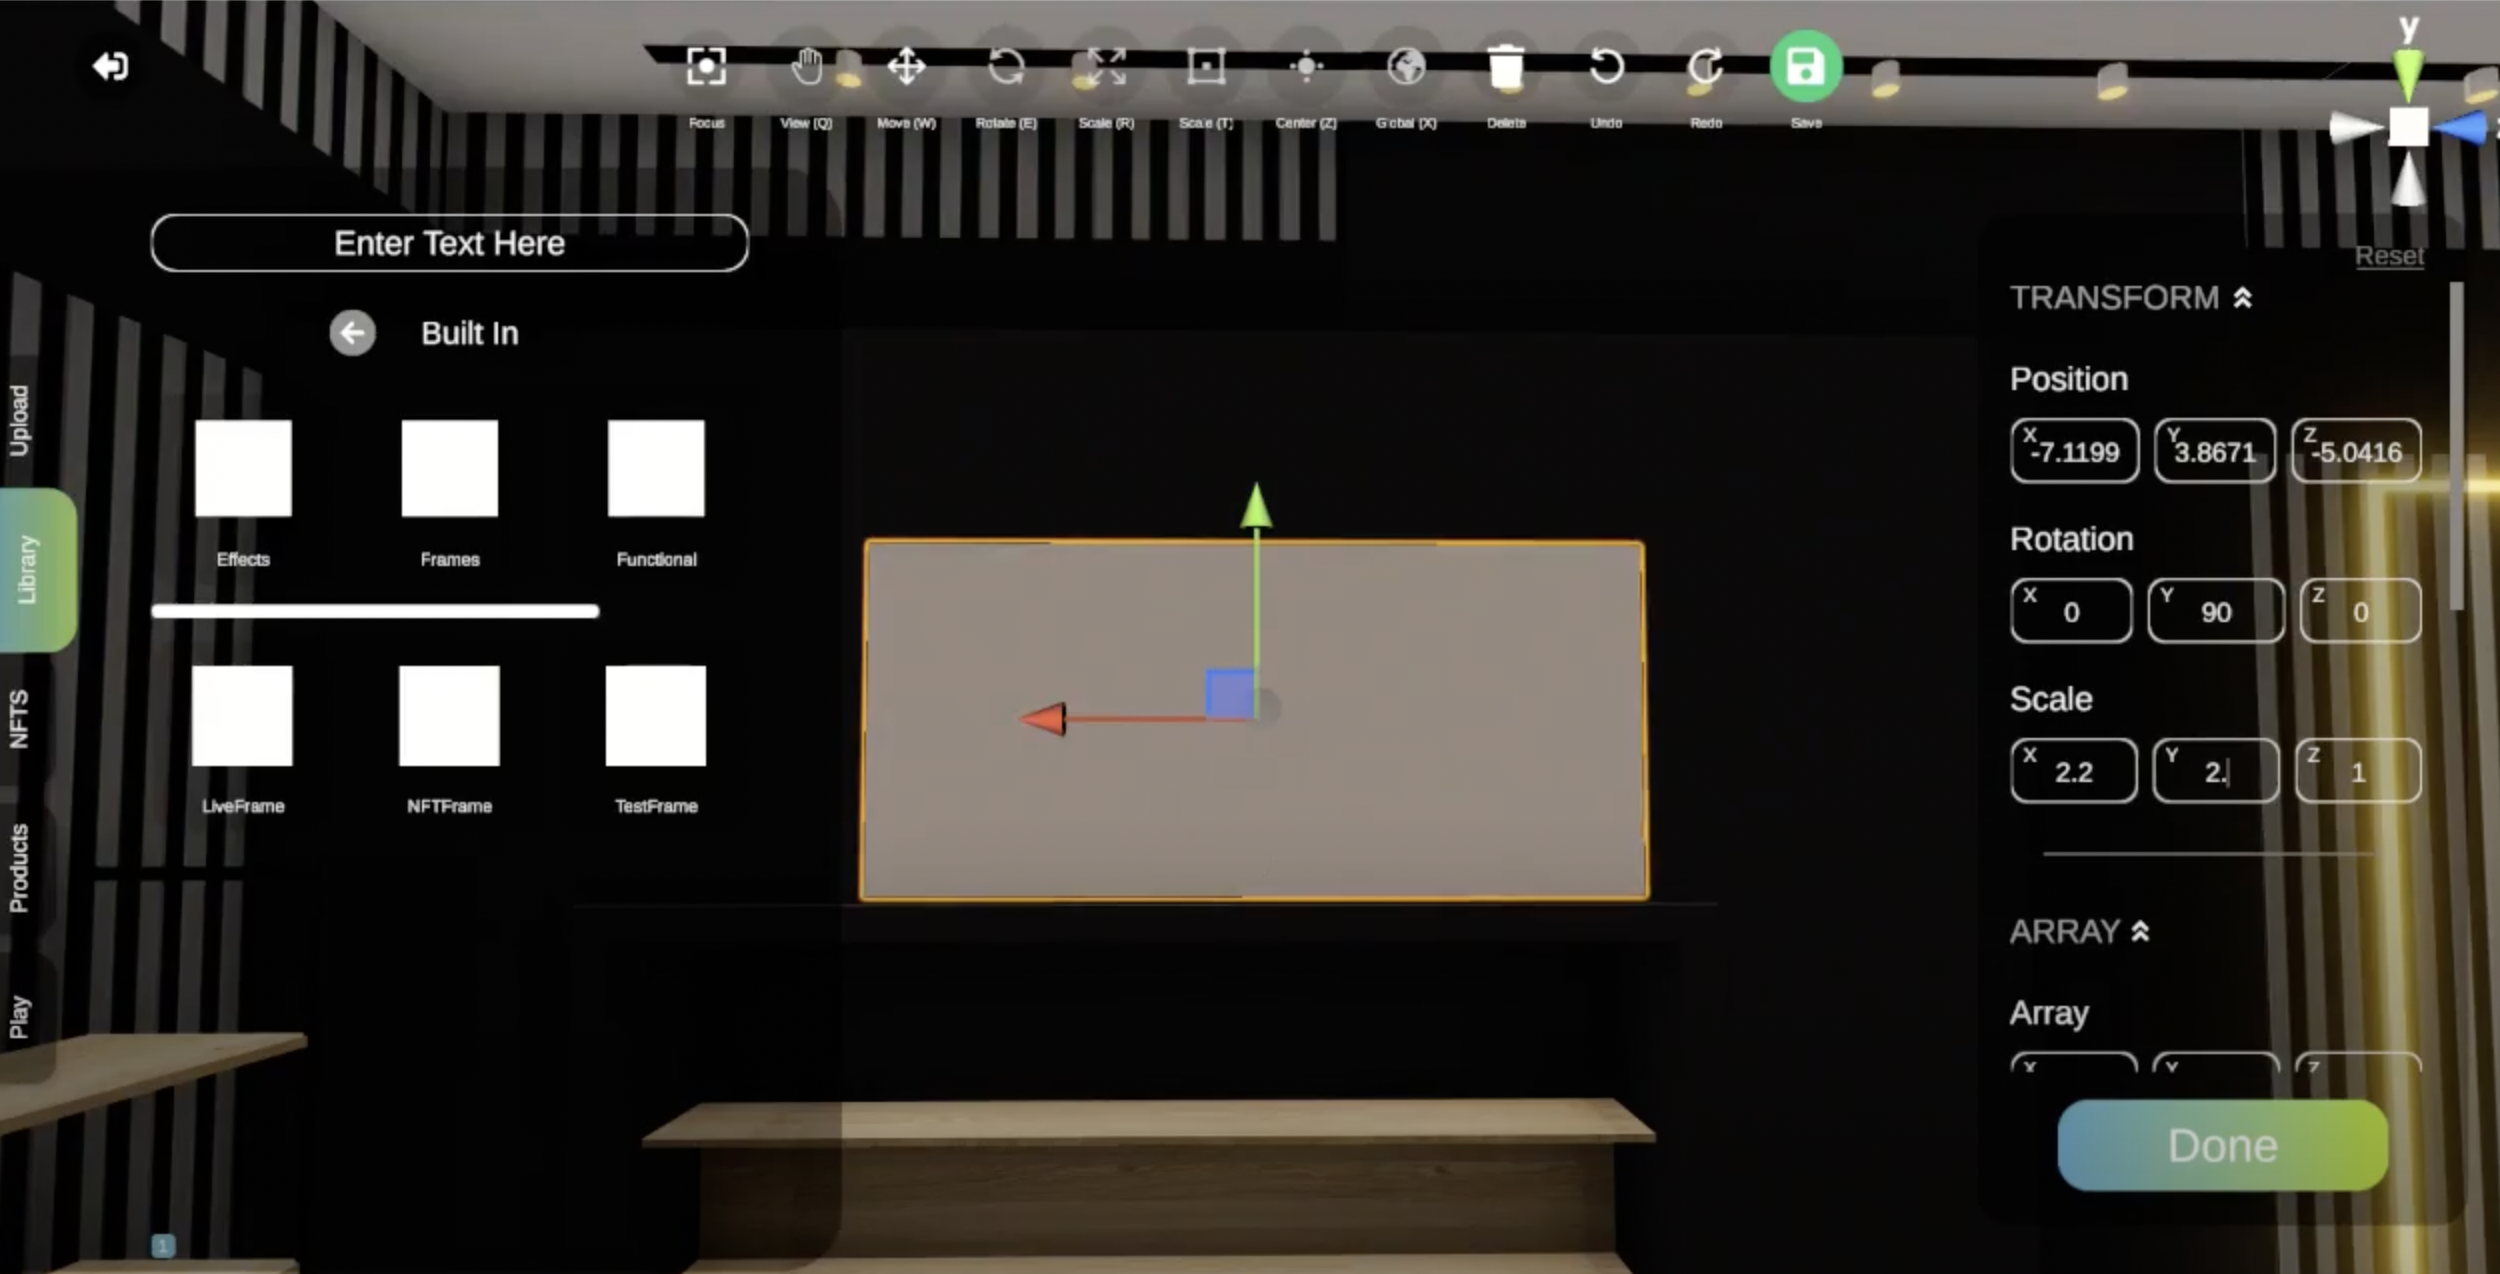 y
Focus
View (Q)
Move (W)
Rotate (E)
Scale (R)
Scale (T)
Center (Z)
Global (X)
Delete
Undo
Redo
Save
Enter Text Here
Built In
Effects
Frames
Functional
LiveFrame
NFTFrame
TestFrame
Upload
Library
NFTS
Products
Play
1
Reset
TRANSFORM
Position
X -7.1199 Y 3.8671 Z -5.0416
Rotation
X 0 Y 90 Z 0
Scale
X 2.2 Y 2. Z 1
ARRAY
Array
X Y Z
Done